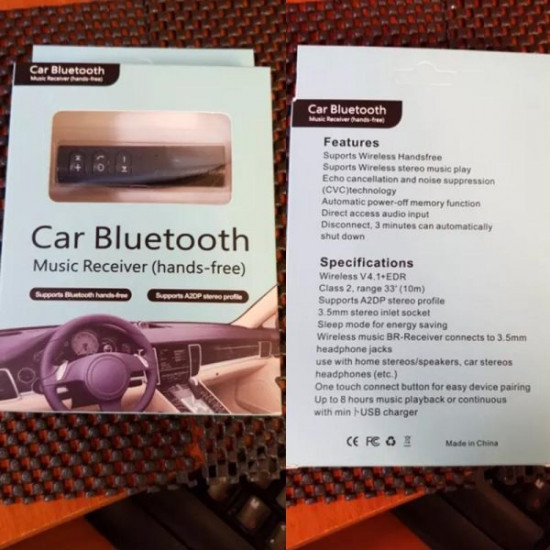 Car Bluetooth
Music Receiver (hands-free)
Car Bluetooth
Music Receiver (hands-free)
Supports Bluetooth hands-free
Supports A2DP stereo profile
Car Bluetooth
Music Receiver (hands-free)
Features
Suports Wireless Handsfree
Supports Wireless stereo music play
Echo cancellation and noise suppression
(CVC)technology
Automatic power-off memory function
Direct access audio input
Disconnect, 3 minutes can automatically
shut down
Specifications
Wireless V4.1+EDR
Class 2, range 33' (10m)
Supports A2DP stereo profile
3.5mm stereo inlet socket
Sleep mode for energy saving
Wireless music BR-Receiver connects to 3.5mm
headphone jacks
use with home stereos/speakers, car stereos
headphones (etc.)
One touch connect button for easy device pairing
Up to 8 hours music playback or continuous
with min トUSB charger
CE FC
Made in China